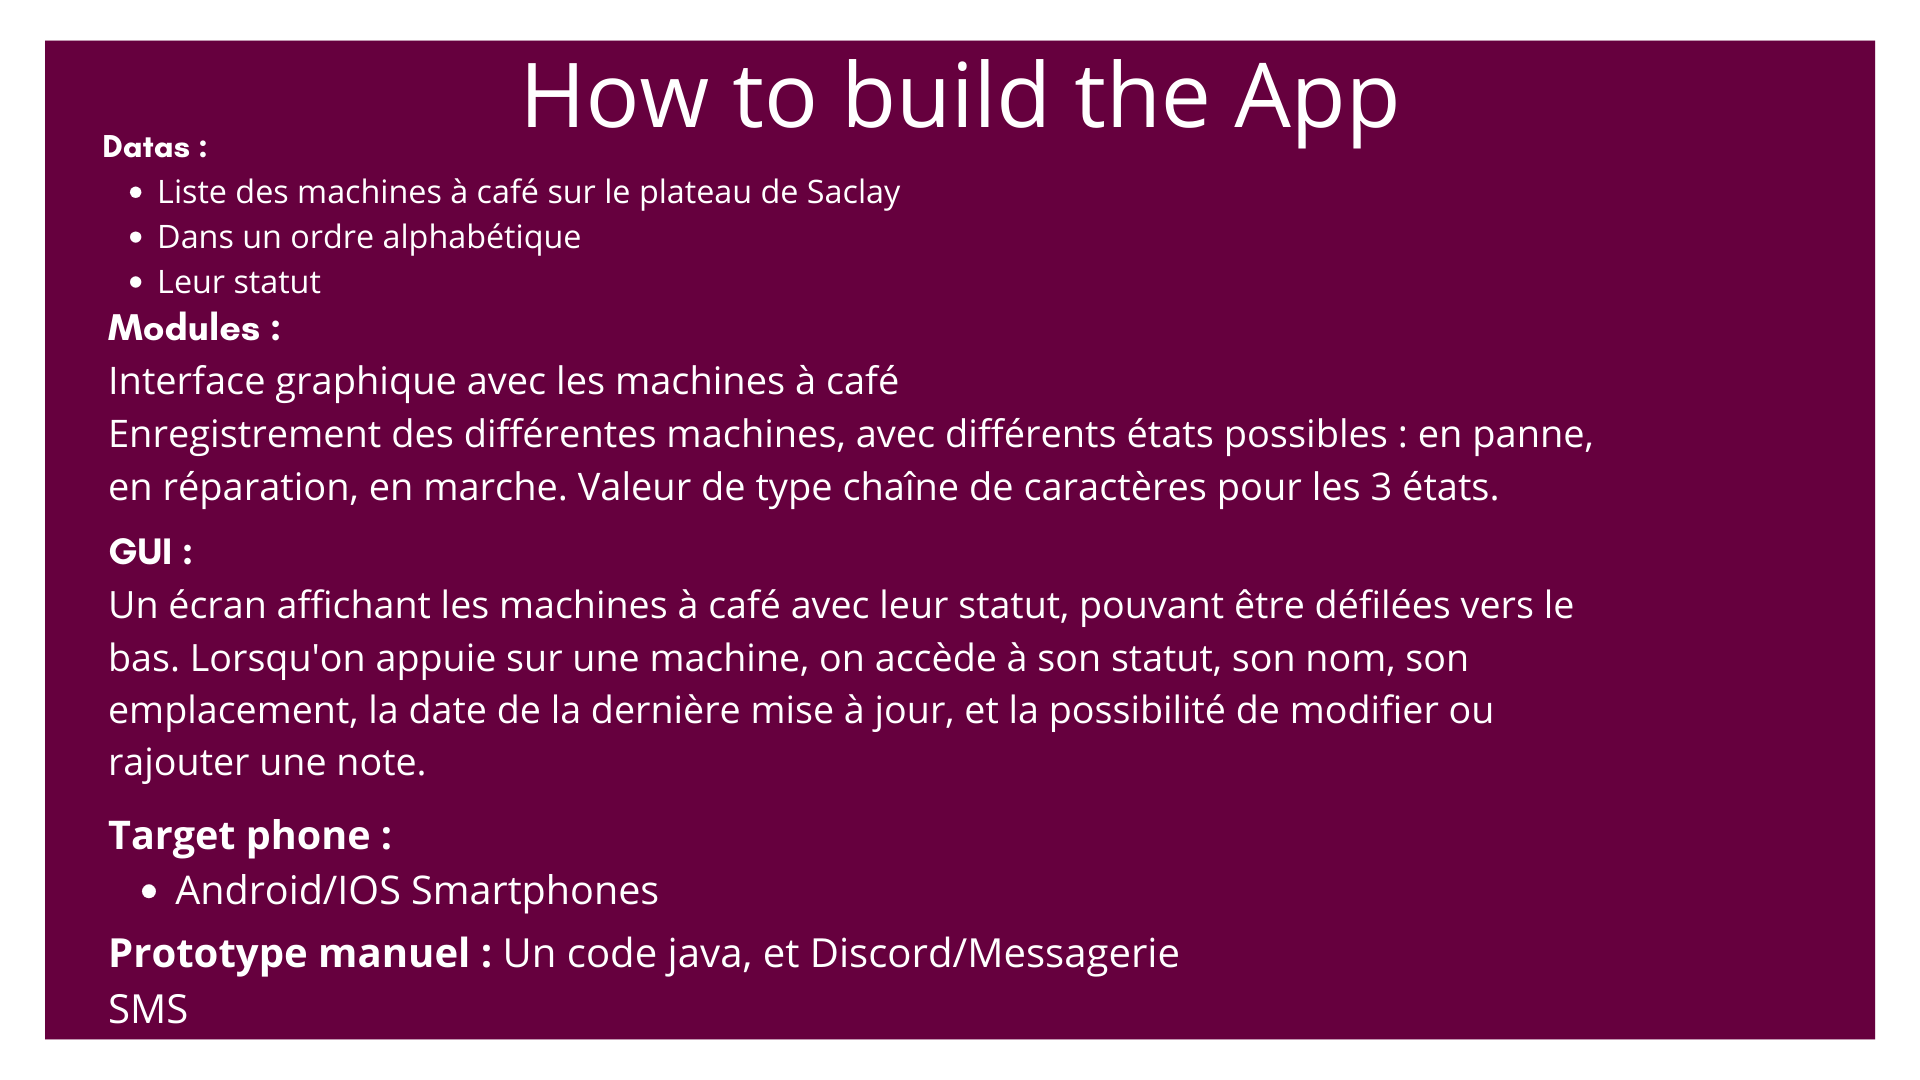 How to build the App
Datas :
• Liste des machines à café sur le plateau de Saclay
• Dans un ordre alphabétique
• Leur statut
Modules :
Interface graphique avec les machines à café
Enregistrement des différentes machines, avec différents états possibles : en panne,
en réparation, en marche. Valeur de type chaîne de caractères pour les 3 états.
GUI :
Un écran affichant les machines à café avec leur statut, pouvant être défilées vers le
bas. Lorsqu'on appuie sur une machine, on accède à son statut, son nom, son
emplacement, la date de la dernière mise à jour, et la possibilité de modifier ou
rajouter une note.
Target phone :
• Android/IOS Smartphones
Prototype manuel : Un code java, et Discord/Messagerie
SMS